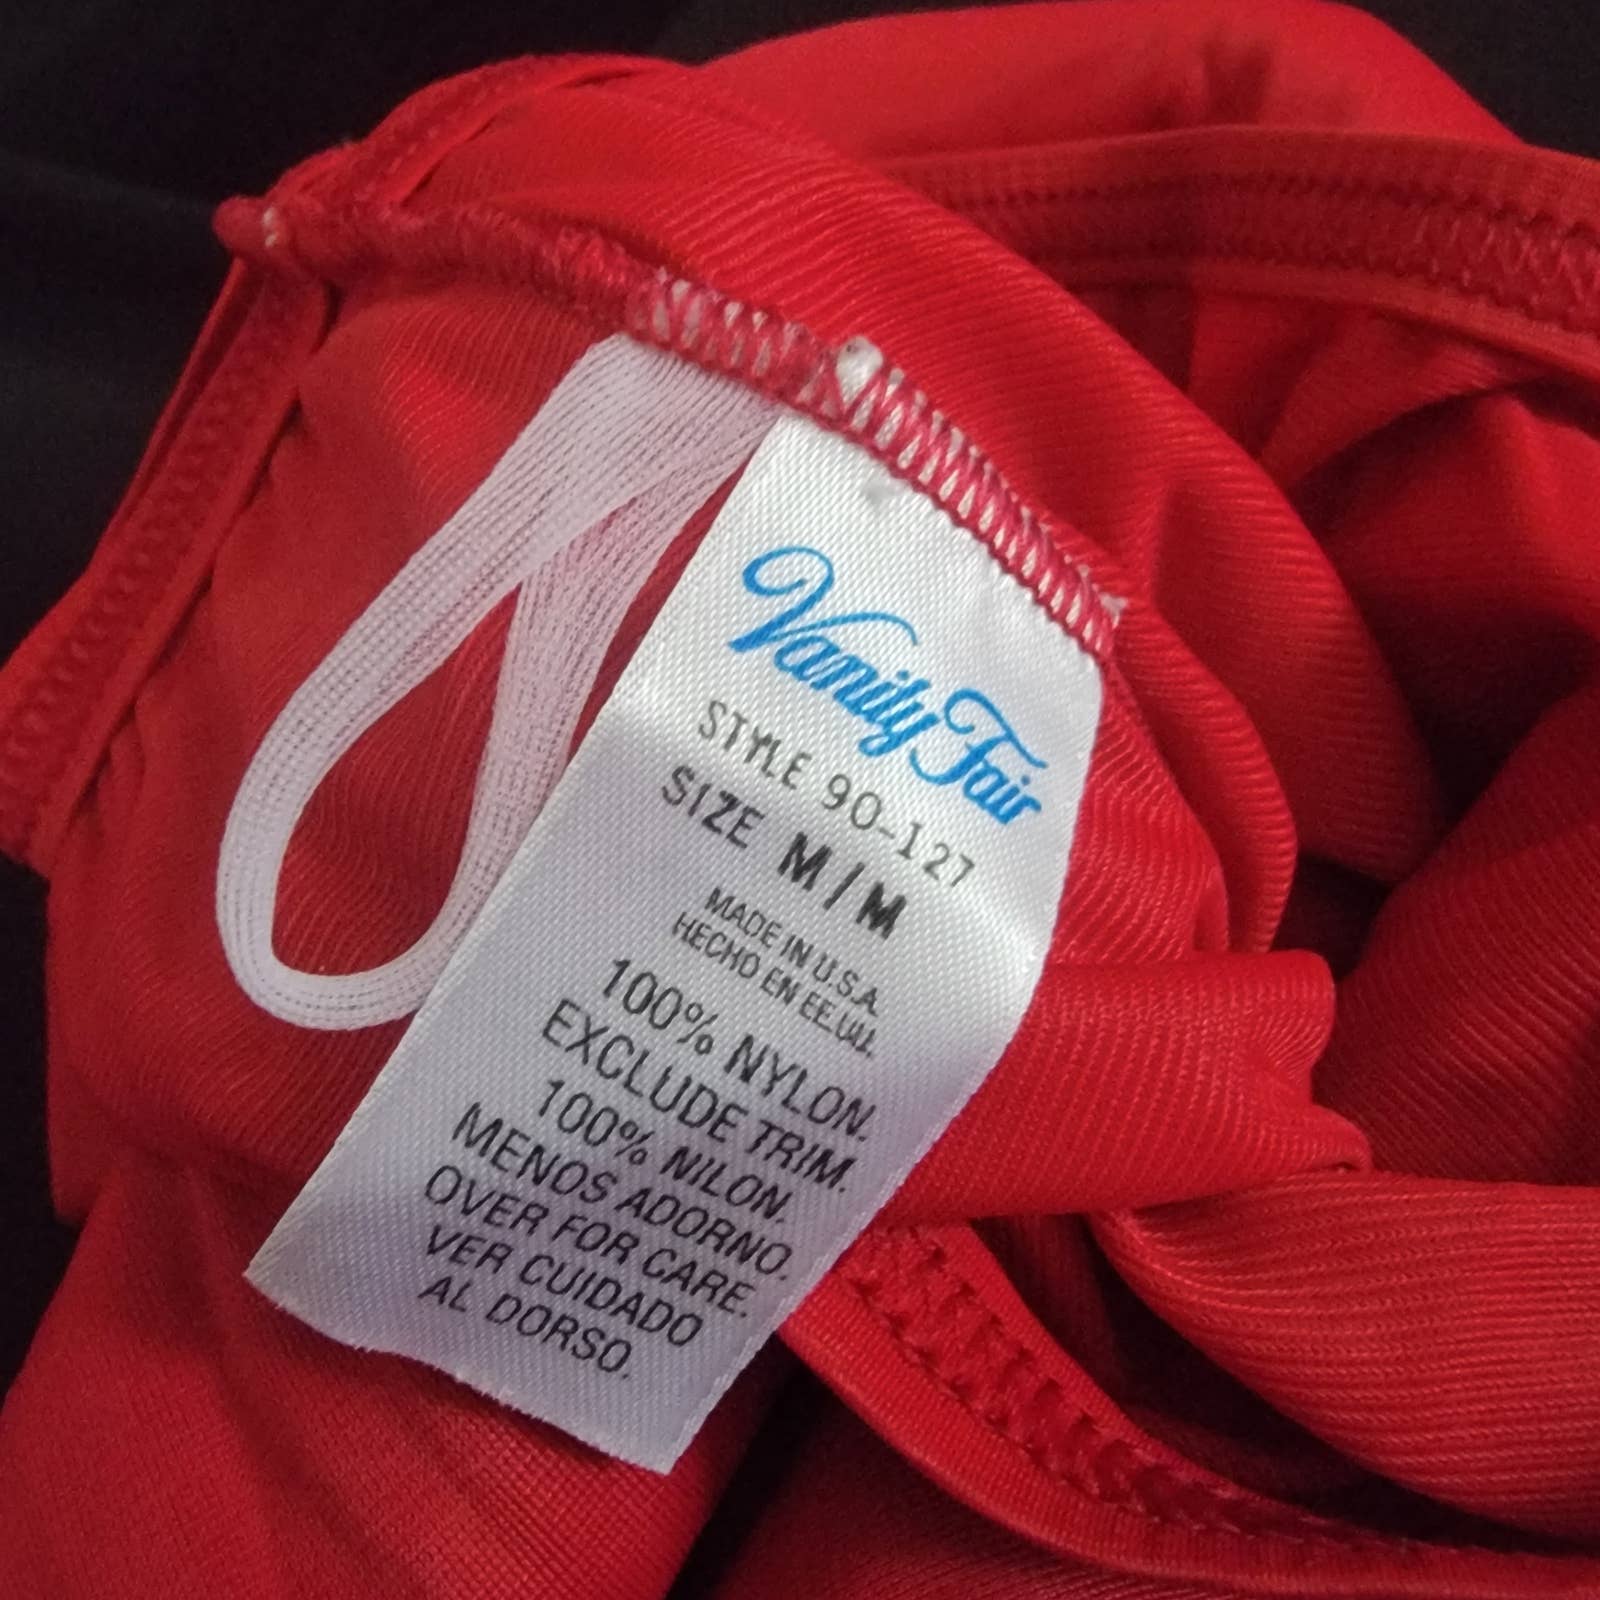 Vanity Fair
STYLE 90-127
SIZE M/M
MADE IN U.S.A.
HECHO EN EE.UU.
100% NYLON.
EXCLUDE TRIM.
100% NILON.
MENOS ADORNO.
OVER FOR CARE.
VER CUIDADO
AL DORSO.